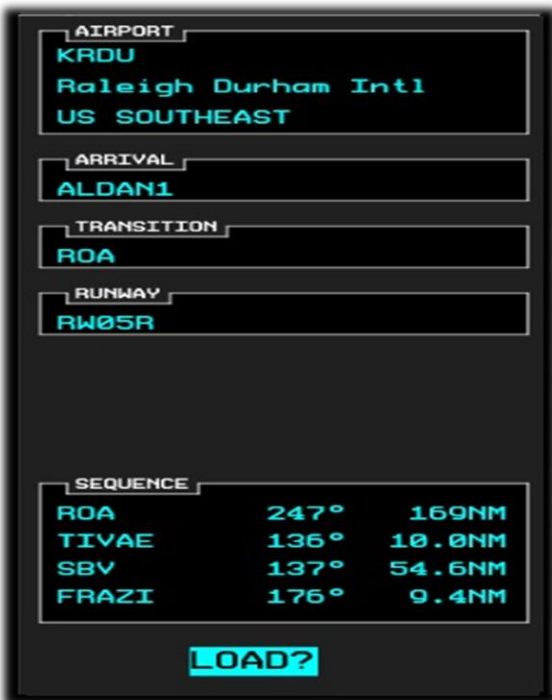 AIRPORT
KRDU
Raleigh Durham Intl
US SOUTHEAST
ARRIVAL
ALDAN1
TRANSITION
ROA
RUNWAY
RW05R
SEQUENCE
ROA 247° 169NM
TIVAE 136° 10.0NM
SBV 137° 54.6NM
FRAZI 176° 9.4NM
LOAD?